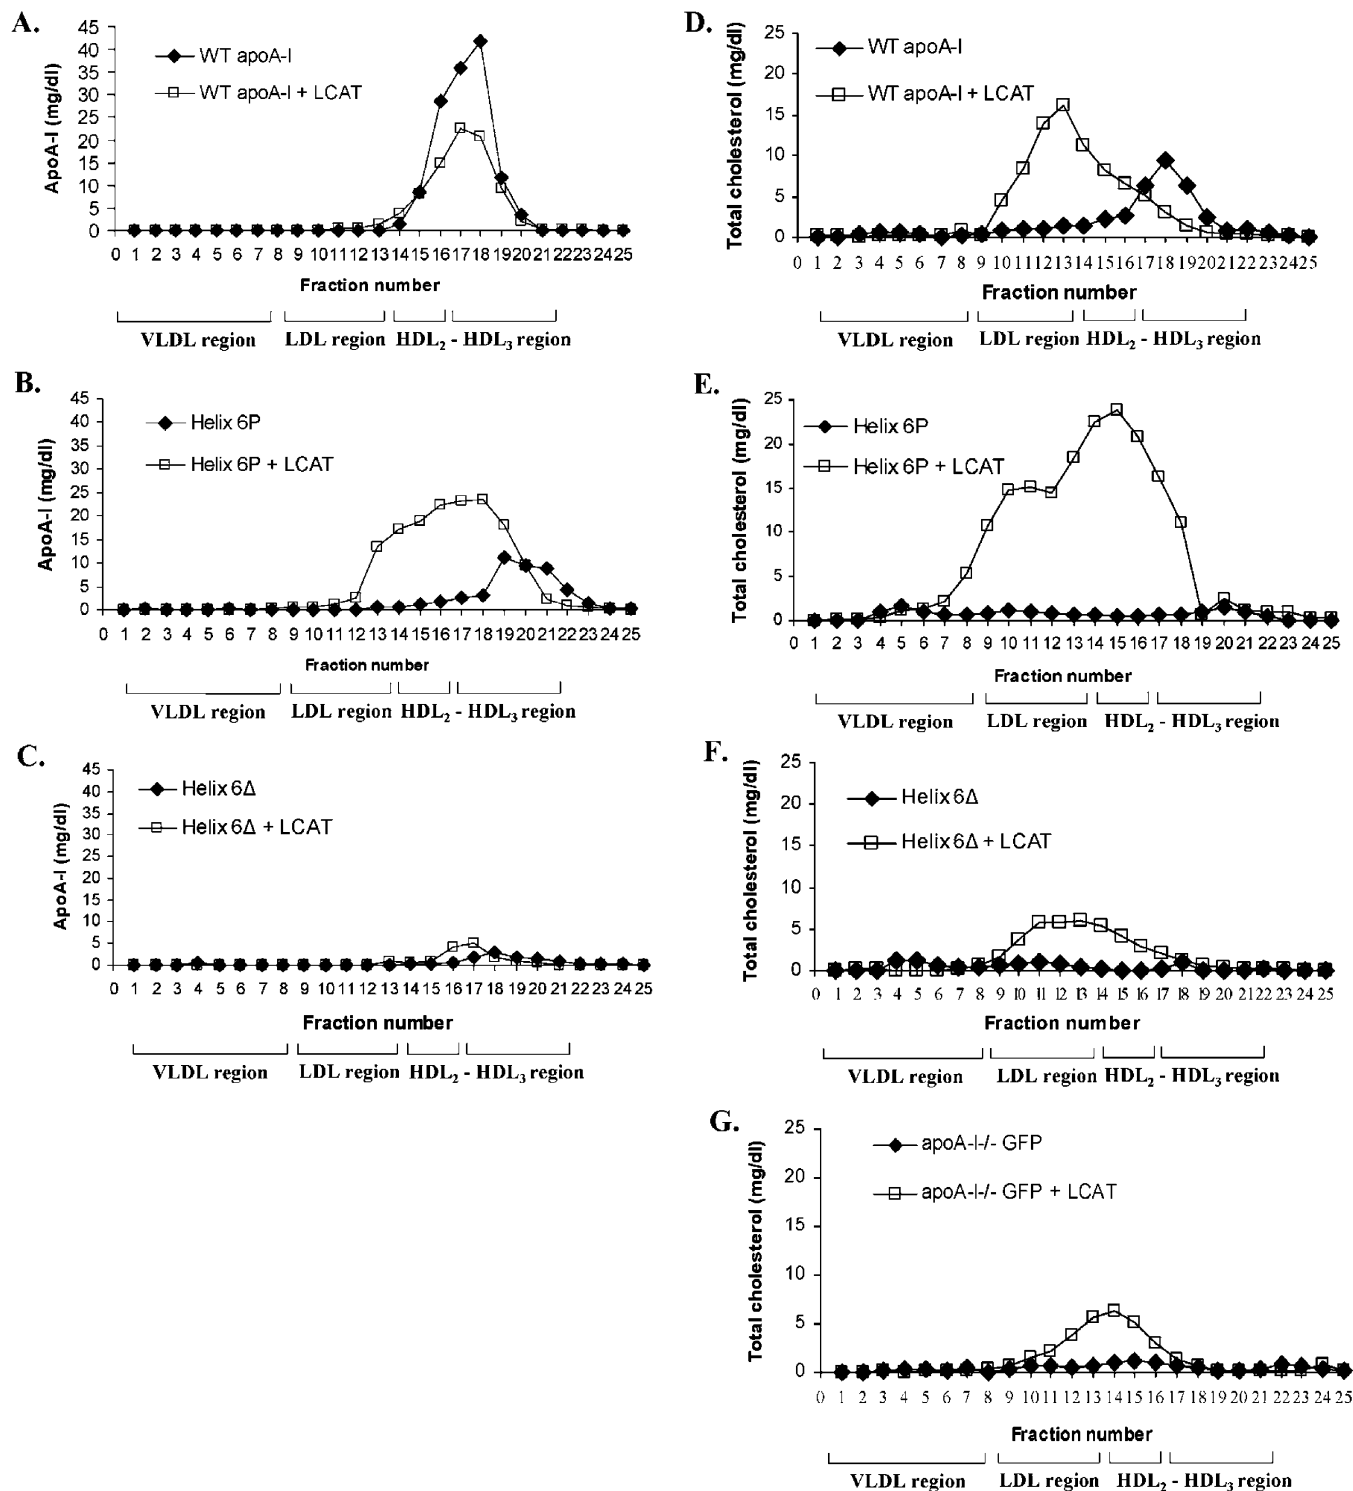 A.
45
40
35
30
25
20
15
10
5
0
ApoA-I (mg/dl)
WT apoA-I
WT apoA-I + LCAT
0 1 2 3 4 5 6 7 8 9 10 11 12 13 14 15 16 17 18 19 20 21 22 23 24 25
Fraction number
VLDL region LDL region HDL2 - HDL3 region
B.
45
40
35
30
25
20
15
10
5
0
ApoA-I (mg/dl)
Helix 6P
Helix 6P + LCAT
0 1 2 3 4 5 6 7 8 9 10 11 12 13 14 15 16 17 18 19 20 21 22 23 24 25
Fraction number
VLDL region LDL region HDL2 - HDL3 region
C.
45
40
35
30
25
20
15
10
5
0
ApoA-I (mg/dl)
Helix 6Δ
Helix 6Δ + LCAT
0 1 2 3 4 5 6 7 8 9 10 11 12 13 14 15 16 17 18 19 20 21 22 23 24 25
Fraction number
VLDL region LDL region HDL2 - HDL3 region
D.
25
20
15
10
5
0
Total cholesterol (mg/dl)
WT apoA-I
WT apoA-I + LCAT
0 1 2 3 4 5 6 7 8 9 10 11 12 13 14 15 16 17 18 19 20 21 22 23 24 25
Fraction number
VLDL region LDL region HDL2 - HDL3 region
E.
25
20
15
10
5
0
Total cholesterol (mg/dl)
Helix 6P
Helix 6P + LCAT
0 1 2 3 4 5 6 7 8 9 10 11 12 13 14 15 16 17 18 19 20 21 22 23 24 25
Fraction number
VLDL region LDL region HDL2 - HDL3 region
F.
25
20
15
10
5
0
Total cholesterol (mg/dl)
Helix 6Δ
Helix 6Δ + LCAT
0 1 2 3 4 5 6 7 8 9 10 11 12 13 14 15 16 17 18 19 20 21 22 23 24 25
Fraction number
VLDL region LDL region HDL2 - HDL3 region
G.
25
20
15
10
5
0
Total cholesterol (mg/dl)
apoA-I-/- GFP
apoA-I-/- GFP + LCAT
0 1 2 3 4 5 6 7 8 9 10 11 12 13 14 15 16 17 18 19 20 21 22 23 24 25
Fraction number
VLDL region LDL region HDL2 - HDL3 region